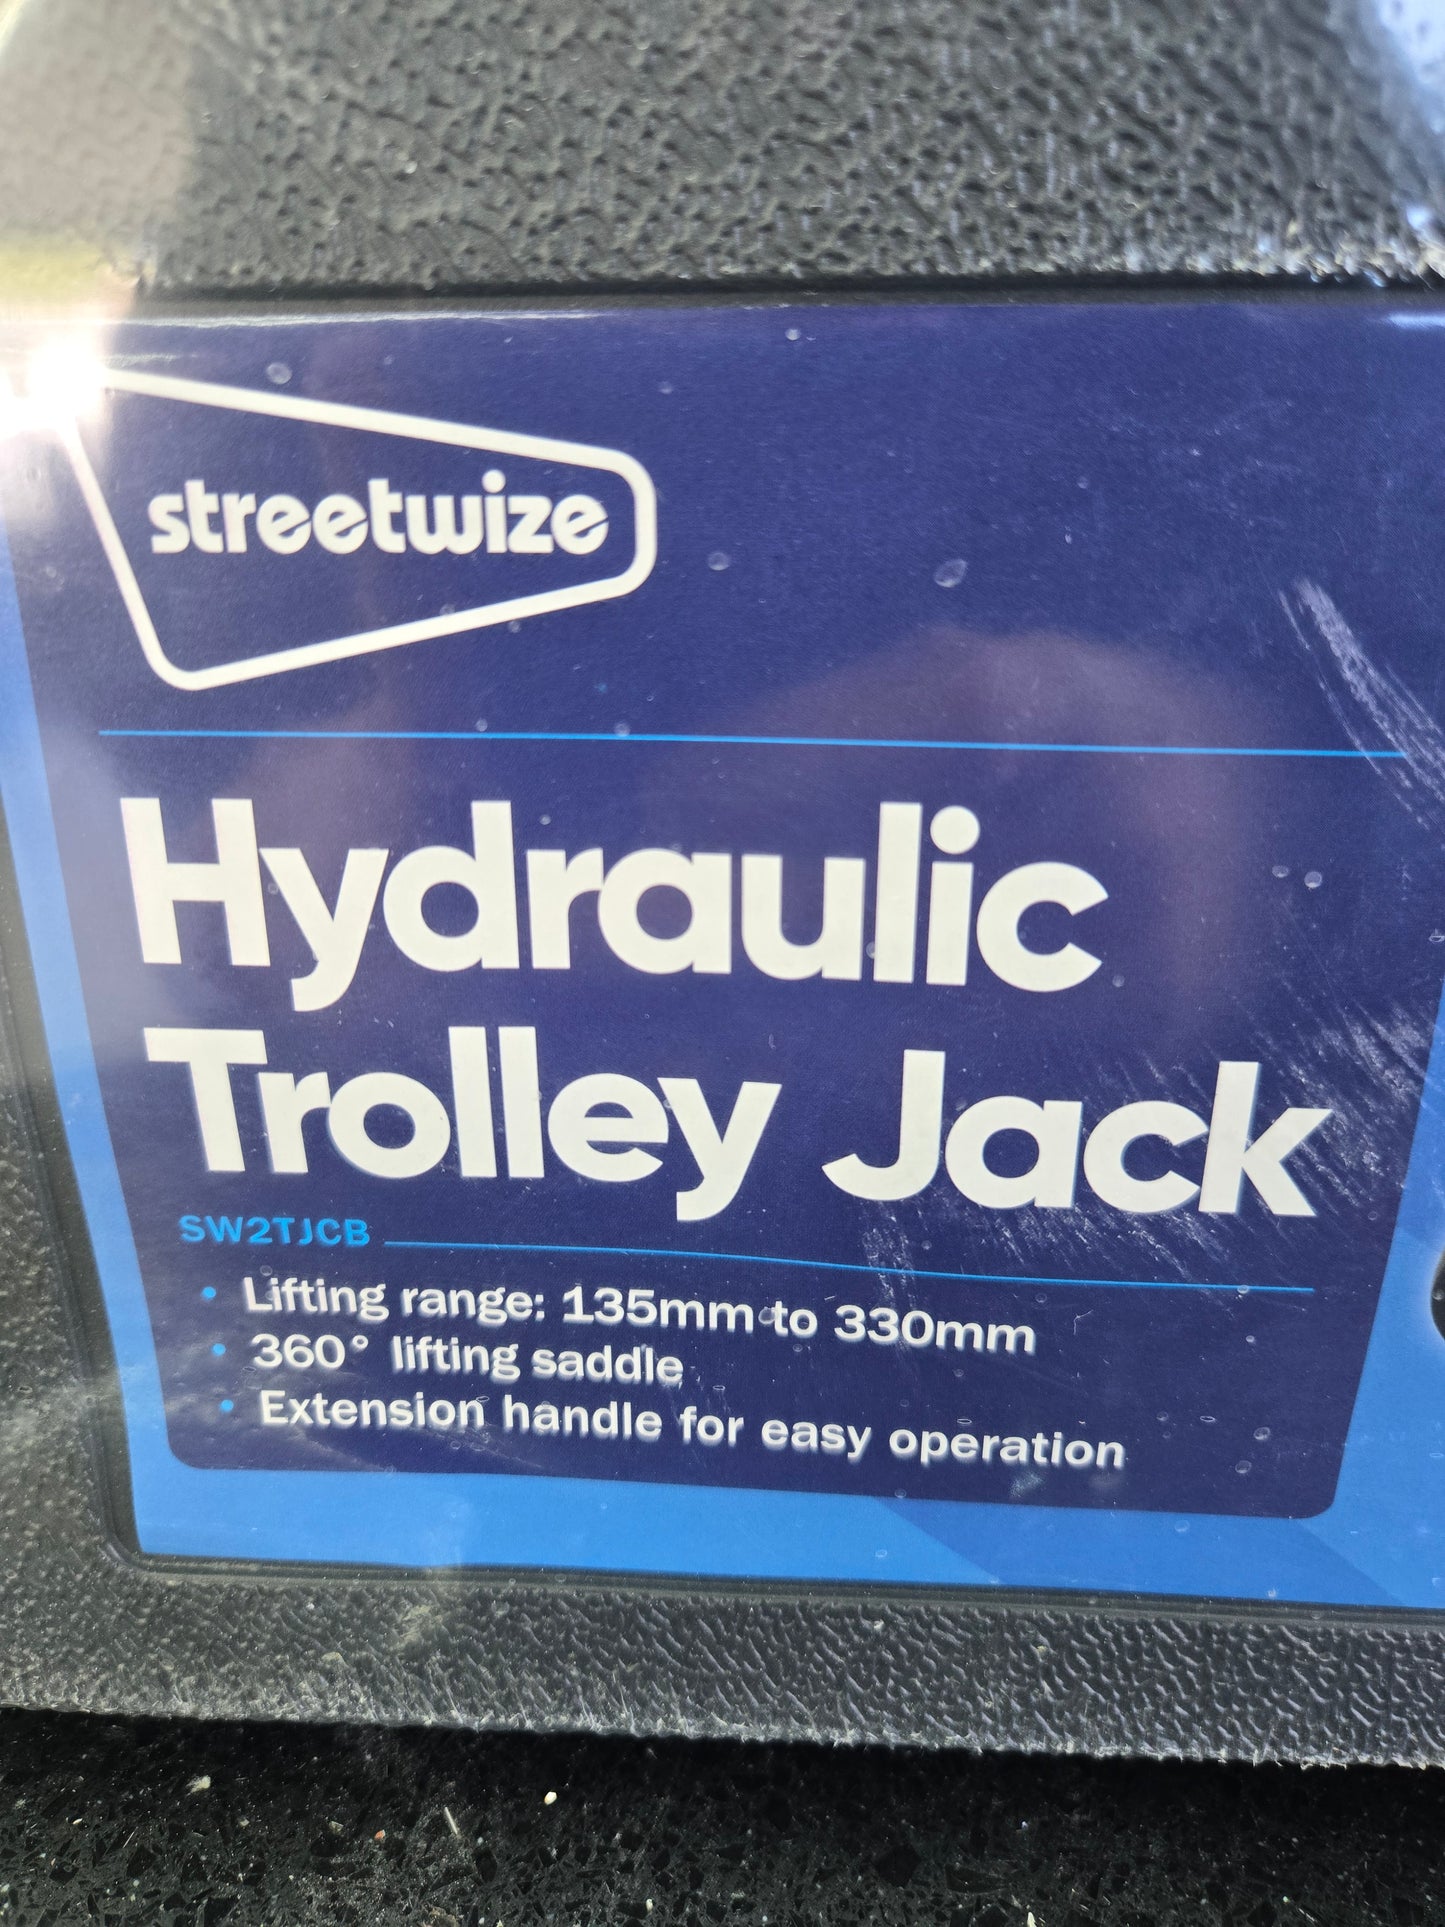 streetwize
Hydraulic
Trolley Jack
SW2TJCB
• Lifting range: 135mm to 330mm
• 360° lifting saddle
• Extension handle for easy operation